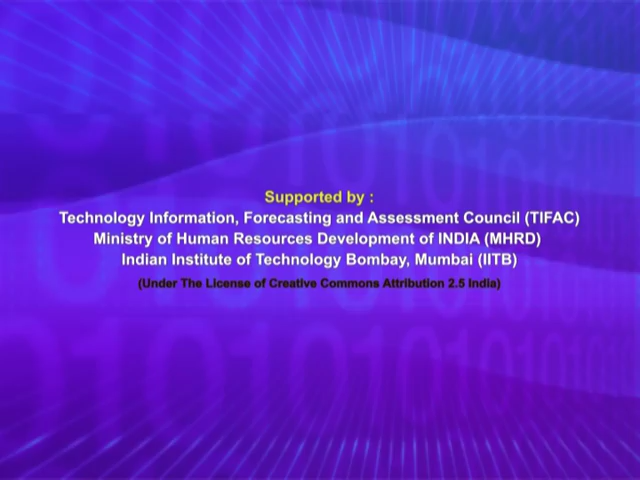 Supported by :
Technology Information, Forecasting and Assessment Council (TIFAC)
Ministry of Human Resources Development of INDIA (MHRD)
Indian Institute of Technology Bombay, Mumbai (IITB)
(Under The License of Creative Commons Attribution 2.5 India)